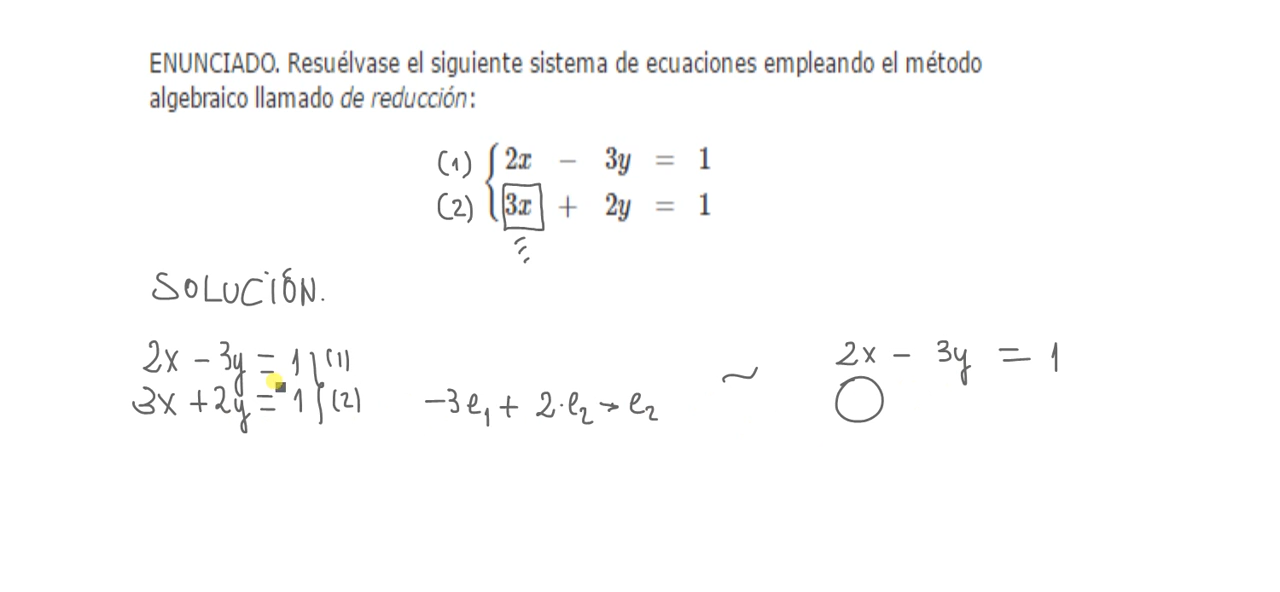 ENUNCIADO. Resuélvase el siguiente sistema de ecuaciones empleando el método
algebraico llamado de reducción:
(1) { 2x − 3y = 1
(2) 3x + 2y = 1
SOLUCIÓN.
2x − 3y = 1 } (1)
3x + 2y = 1 (2) −3e₁ + 2·e₂ → e₂ ~ 2x − 3y = 1